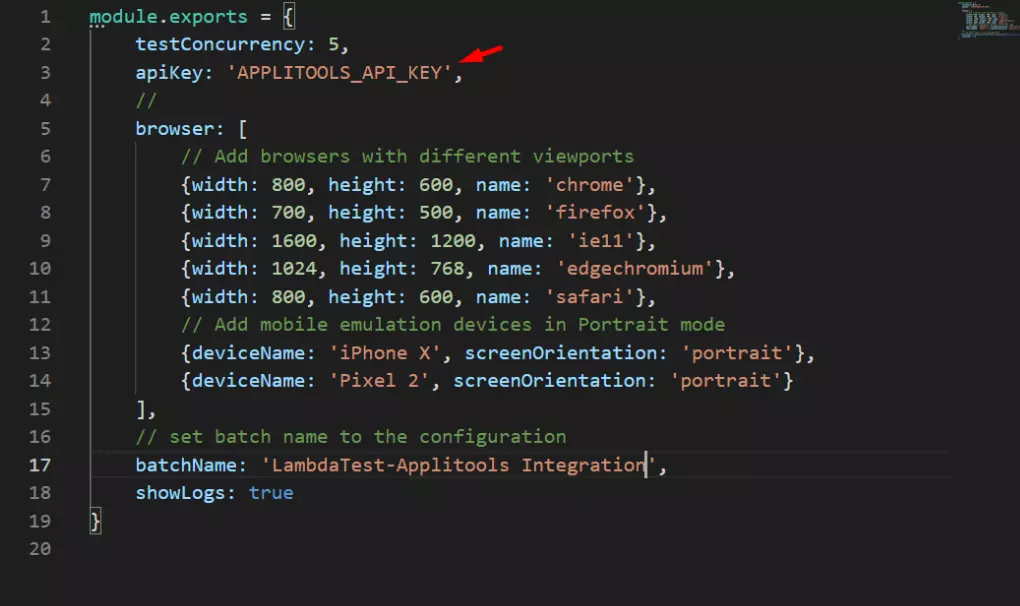 1 module.exports = {
2 testConcurrency: 5,
3 apiKey: 'APPLITOOLS_API_KEY',
4 //
5 browser: [
6 // Add browsers with different viewports
7 {width: 800, height: 600, name: 'chrome'},
8 {width: 700, height: 500, name: 'firefox'},
9 {width: 1600, height: 1200, name: 'ie11'},
10 {width: 1024, height: 768, name: 'edgechromium'},
11 {width: 800, height: 600, name: 'safari'},
12 // Add mobile emulation devices in Portrait mode
13 {deviceName: 'iPhone X', screenOrientation: 'portrait'},
14 {deviceName: 'Pixel 2', screenOrientation: 'portrait'}
15 ],
16 // set batch name to the configuration
17 batchName: 'LambdaTest-Applitools Integration',
18 showLogs: true
19 }
20